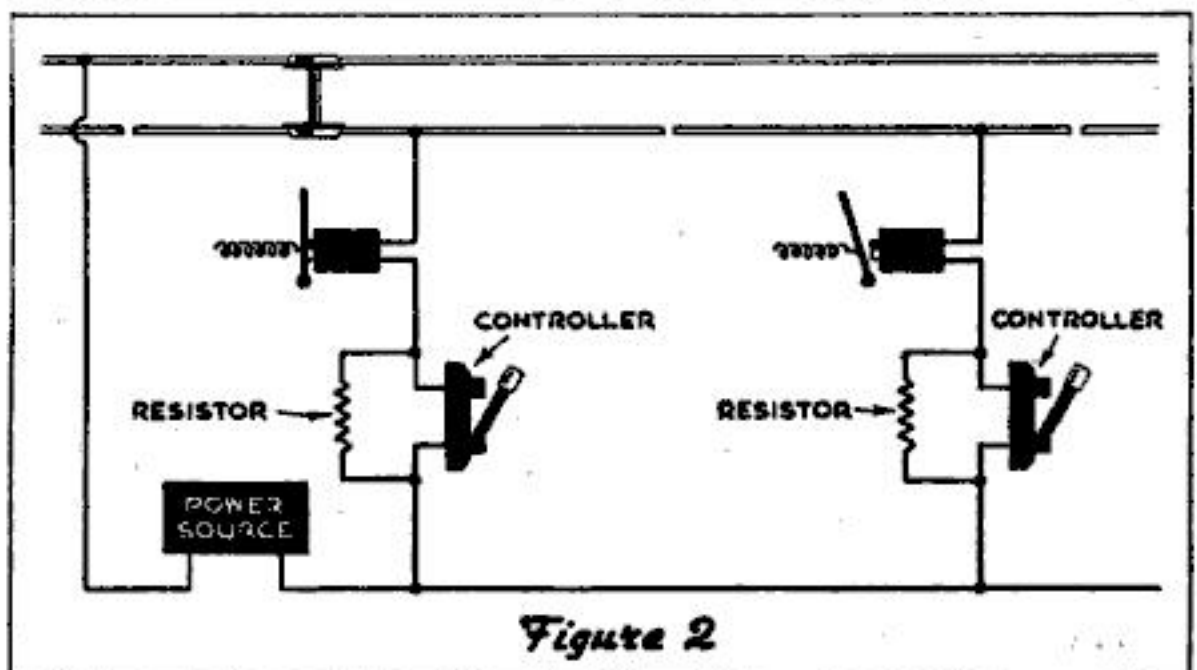 CONTROLLER
CONTROLLER
RESISTOR
RESISTOR
POWER
SOURCE
Figure 2